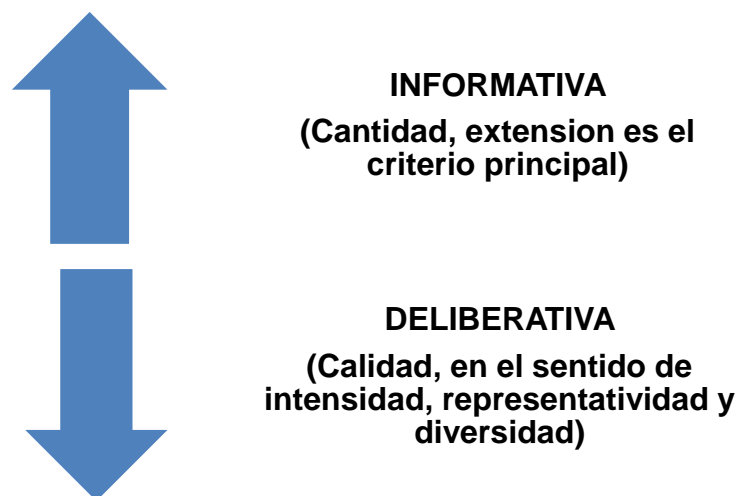 INFORMATIVA
(Cantidad, extension es el
criterio principal)
DELIBERATIVA
(Calidad, en el sentido de
intensidad, representatividad y
diversidad)